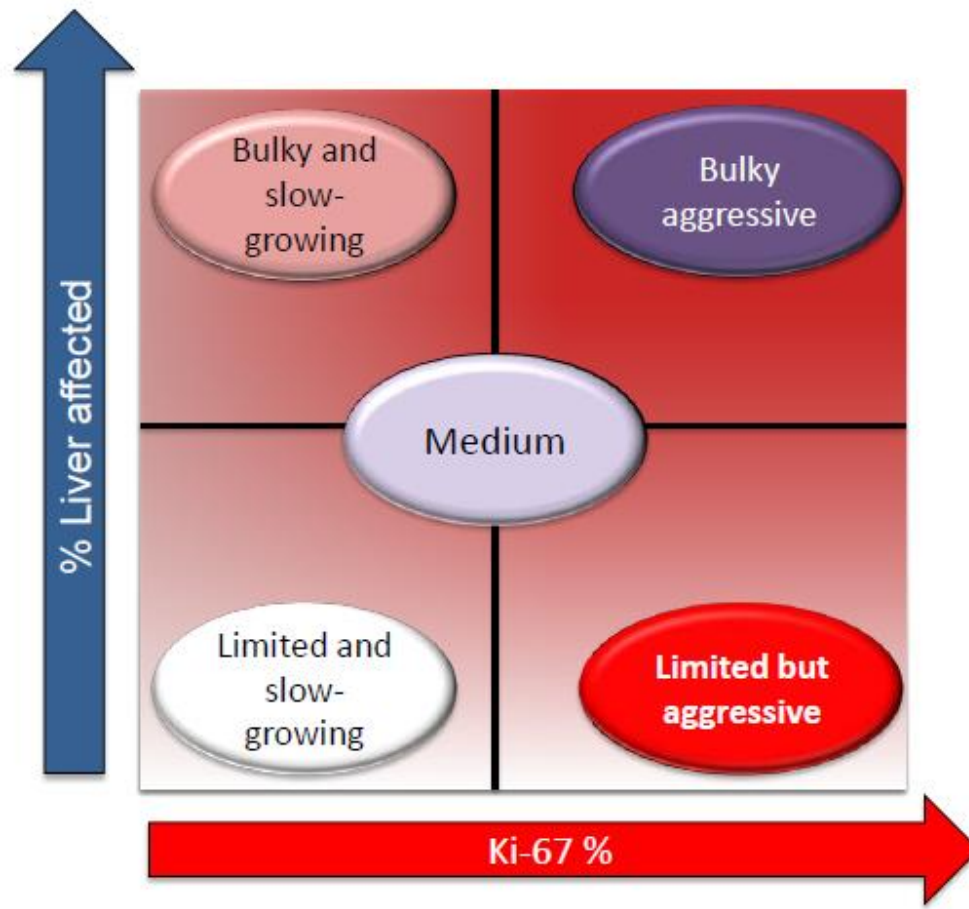 % Liver affected
Bulky and
slow-
growing
Bulky
aggressive
Medium
Limited and
slow-
growing
Limited but
aggressive
Ki-67 %